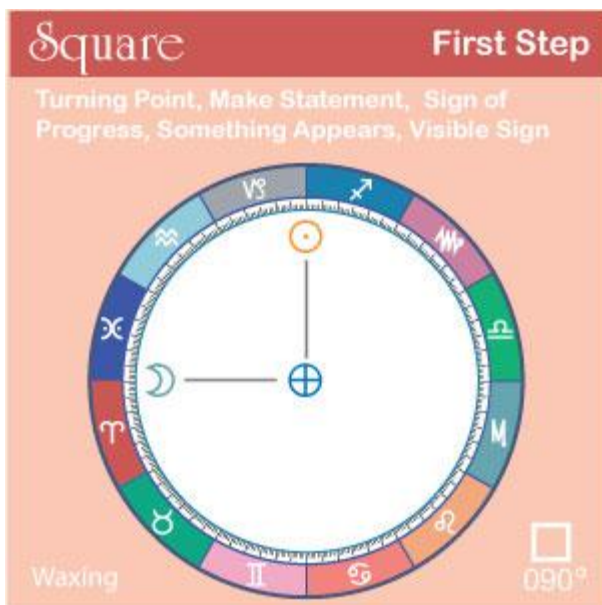 Square
First Step
Turning Point, Make Statement, Sign of
Progress, Something Appears, Visible Sign
Waxing
090°